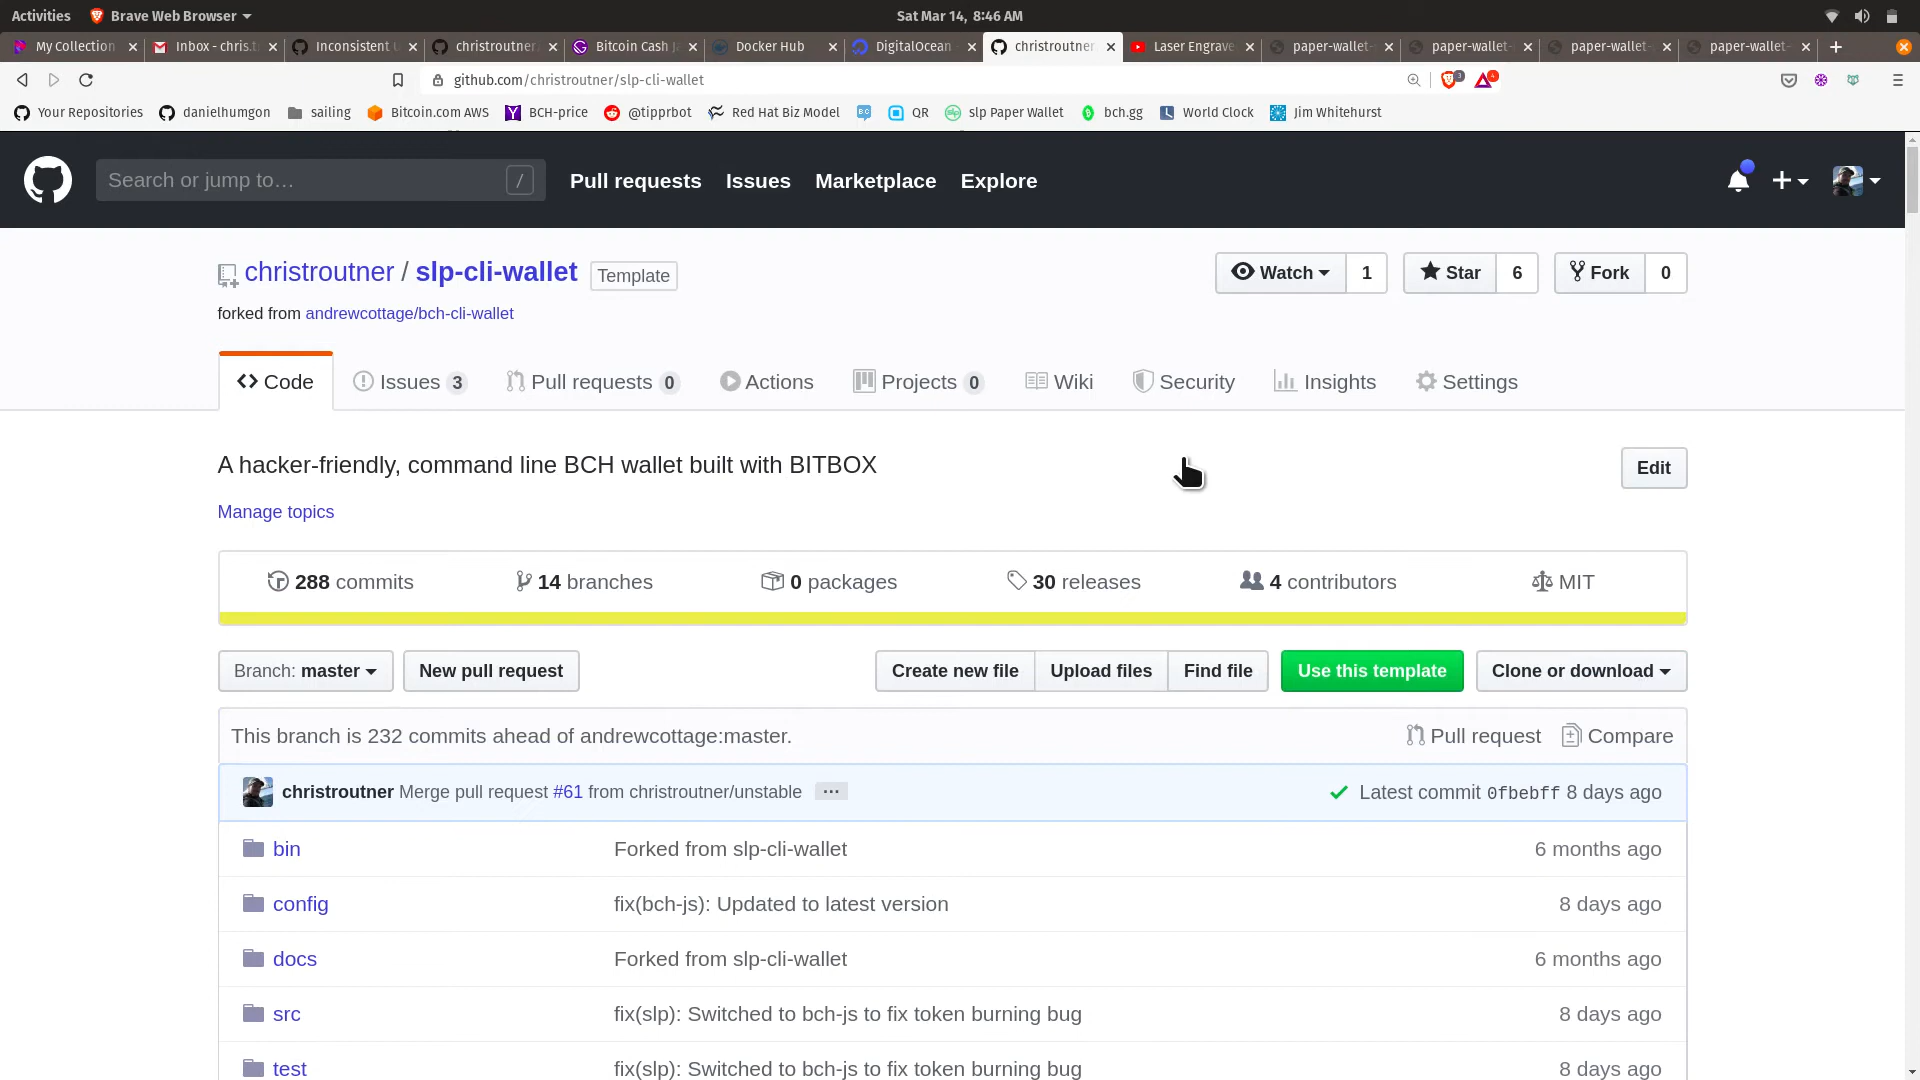 Activities Brave Web Browser Sat Mar 14, 8:46 AM
My Collection Inbox - chris.t Inconsistent christroutner Bitcoin Cash Docker Hub DigitalOcean christroutner Laser Engrave paper-wallet- paper-wallet- paper-wallet- paper-wallet-
github.com/christroutner/slp-cli-wallet 3 4
Your Repositories danielhumgon sailing Bitcoin.com AWS BCH-price @tipprbot Red Hat Biz Model QR slp Paper Wallet bch.gg World Clock Jim Whitehurst
Search or jump to… / Pull requests Issues Marketplace Explore
christroutner / slp-cli-wallet Template Watch 1 Star 6 Fork 0
forked from andrewcottage/bch-cli-wallet
Code Issues 3 Pull requests 0 Actions Projects 0 Wiki Security Insights Settings
A hacker-friendly, command line BCH wallet built with BITBOX Edit
Manage topics
288 commits 14 branches 0 packages 30 releases 4 contributors MIT
Branch: master New pull request Create new file Upload files Find file Use this template Clone or download
This branch is 232 commits ahead of andrewcottage:master. Pull request Compare
christroutner Merge pull request #61 from christroutner/unstable ... Latest commit 0fbebff 8 days ago
bin Forked from slp-cli-wallet 6 months ago
config fix(bch-js): Updated to latest version 8 days ago
docs Forked from slp-cli-wallet 6 months ago
src fix(slp): Switched to bch-js to fix token burning bug 8 days ago
test fix(slp): Switched to bch-js to fix token burning bug 8 days ago